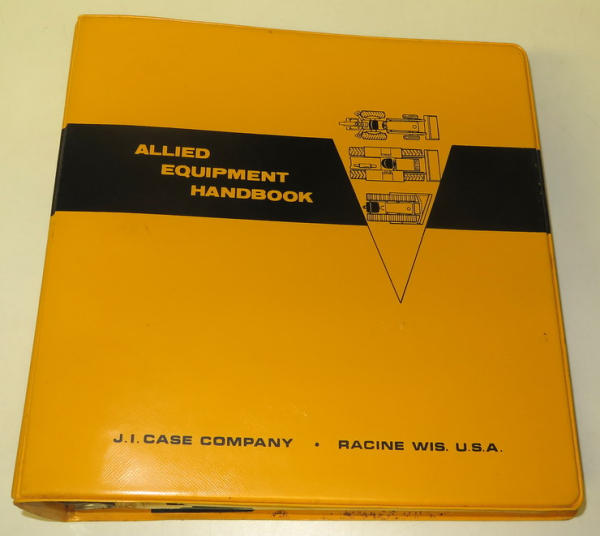 ALLIED
EQUIPMENT
HANDBOOK
J.I. CASE COMPANY • RACINE WIS. U.S.A.